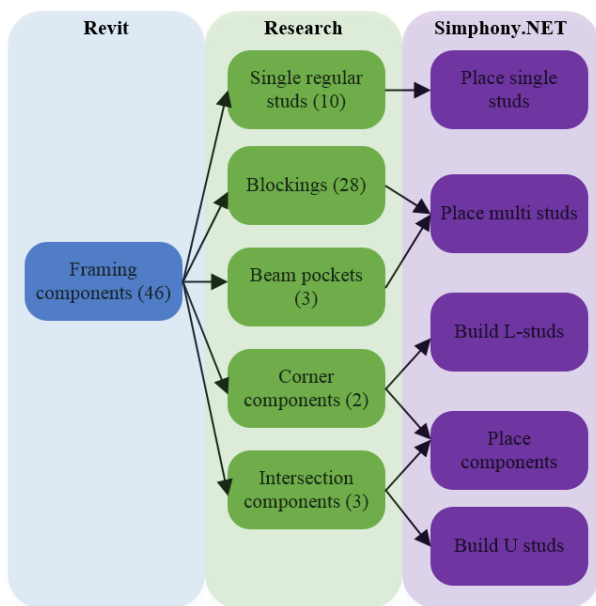 Revit
Research
Simphony.NET
Framing
components (46)
Single regular
studs (10)
Blockings (28)
Beam pockets
(3)
Corner
components (2)
Intersection
components (3)
Place single
studs
Place multi studs
Build L-studs
Place
components
Build U studs